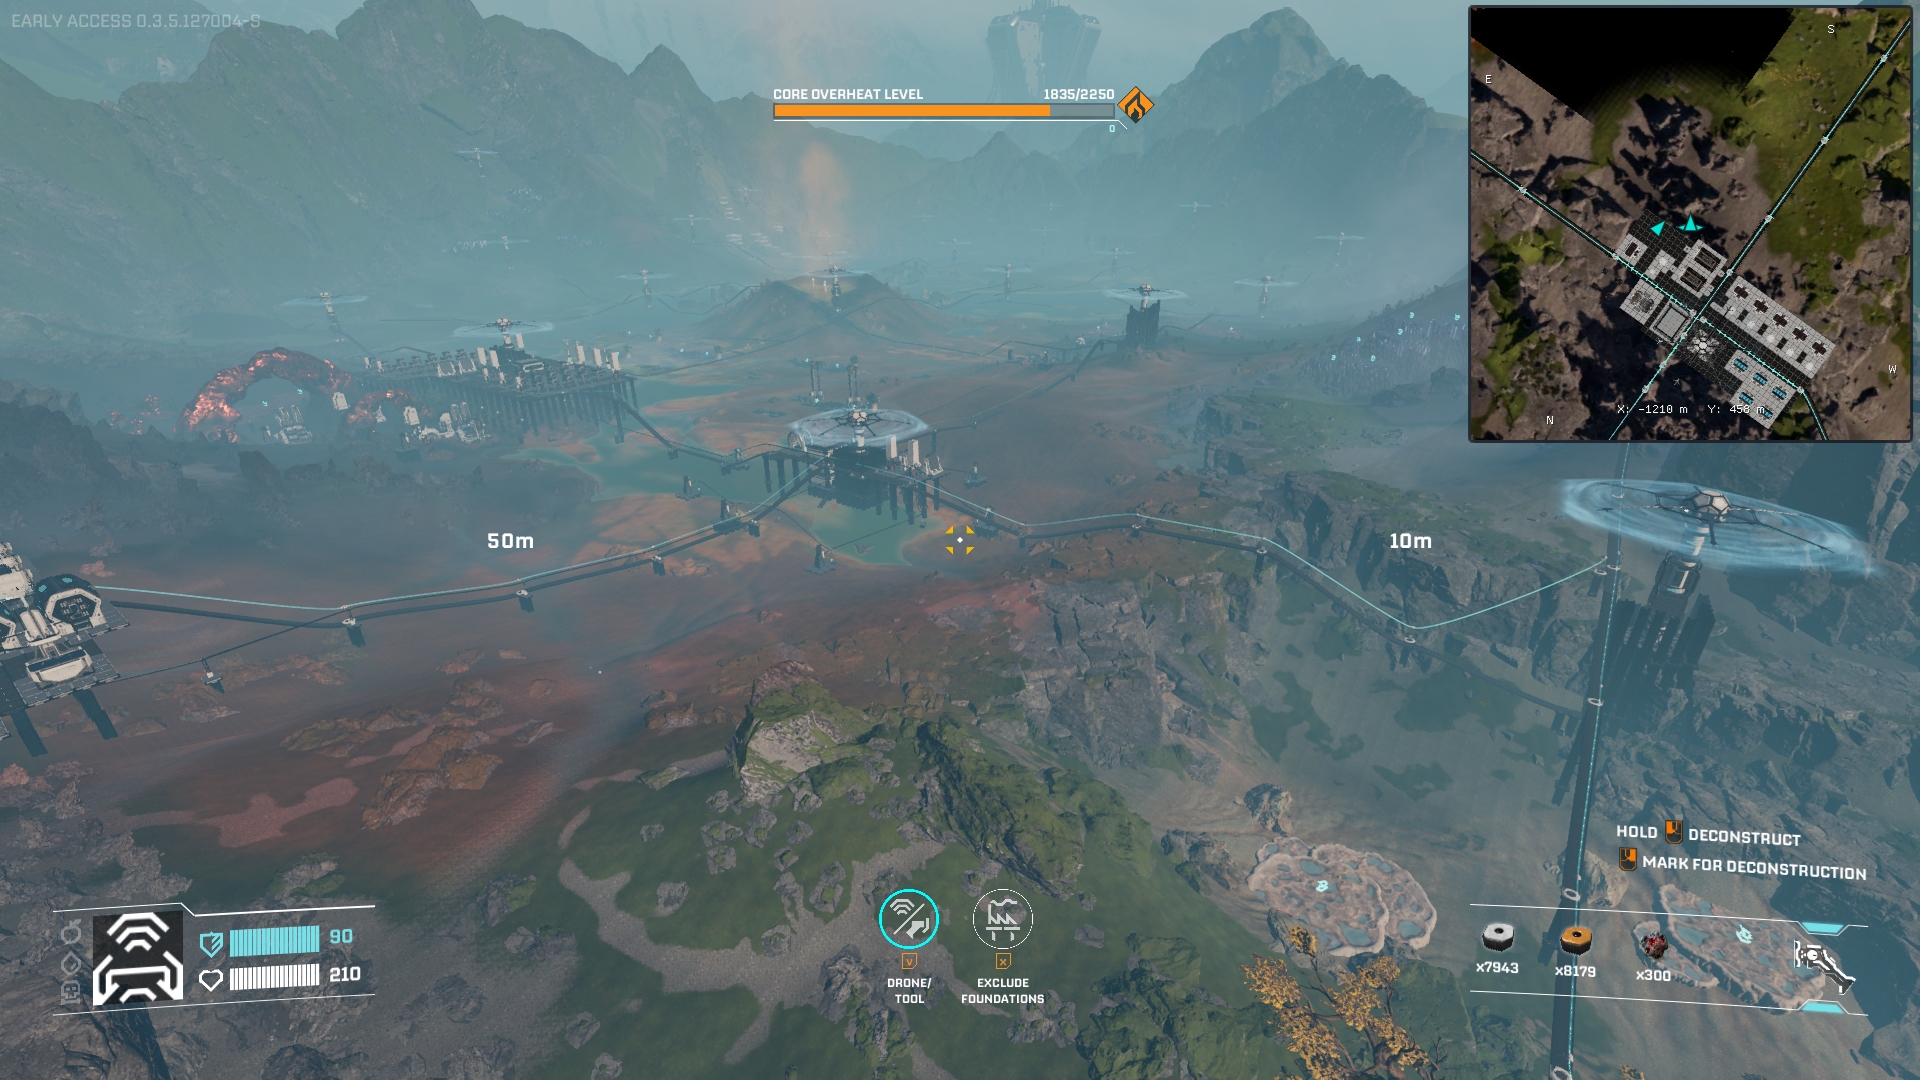 EARLY ACCESS 0.3.5.127004-S
CORE OVERHEAT LEVEL 1835/2250
0
S
E
W
N
X: -1210 m Y: 458 m
50m
10m
HOLD DECONSTRUCT
MARK FOR DECONSTRUCTION
90
210
V
X
DRONE/
TOOL
EXCLUDE
FOUNDATIONS
x7943
x8179
x300